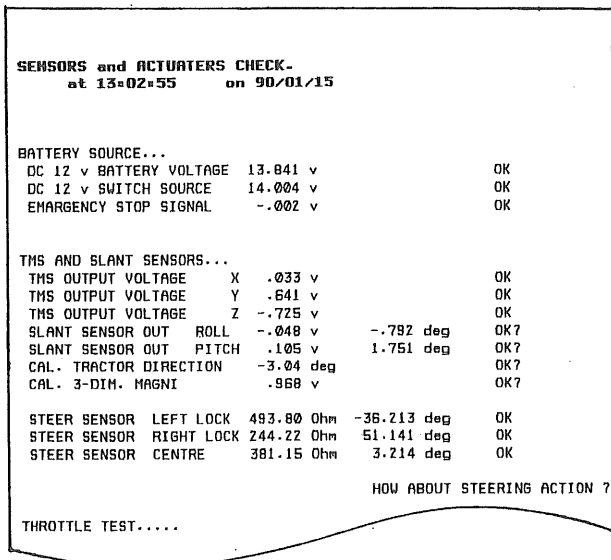 SENSORS and ACTUATERS CHECK.
at 13:02:55 on 90/01/15
BATTERY SOURCE...
DC 12 v BATTERY VOLTAGE 13.841 v OK
DC 12 v SWITCH SOURCE 14.004 v OK
EMARGENCY STOP SIGNAL -.002 v OK
TMS AND SLANT SENSORS...
TMS OUTPUT VOLTAGE X .033 v OK
TMS OUTPUT VOLTAGE Y .641 v OK
TMS OUTPUT VOLTAGE Z -.725 v OK
SLANT SENSOR OUT ROLL -.048 v -.792 deg OK?
SLANT SENSOR OUT PITCH .105 v 1.751 deg OK?
CAL. TRACTOR DIRECTION -3.04 deg OK?
CAL. 3-DIM. MAGNI .968 v OK?
STEER SENSOR LEFT LOCK 493.80 Ohm -36.213 deg OK
STEER SENSOR RIGHT LOCK 244.22 Ohm 51.141 deg OK
STEER SENSOR CENTRE 381.15 Ohm 3.214 deg OK
HOW ABOUT STEERING ACTION ?
THROTTLE TEST.....